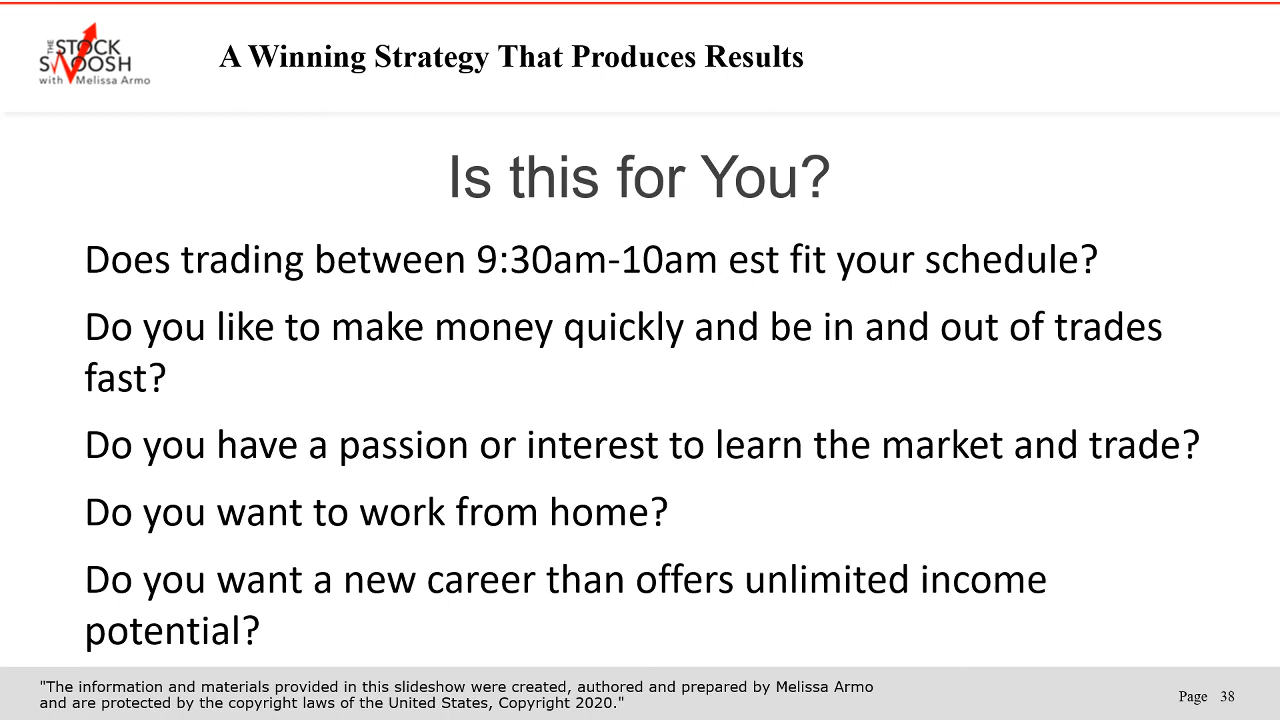 THE STOCK
SWOOSH
with Melissa Armo
A Winning Strategy That Produces Results
Is this for You?
Does trading between 9:30am-10am est fit your schedule?
Do you like to make money quickly and be in and out of trades
fast?
Do you have a passion or interest to learn the market and trade?
Do you want to work from home?
Do you want a new career than offers unlimited income
potential?
"The information and materials provided in this slideshow were created, authored and prepared by Melissa Armo
and are protected by the copyright laws of the United States, Copyright 2020."
Page 38